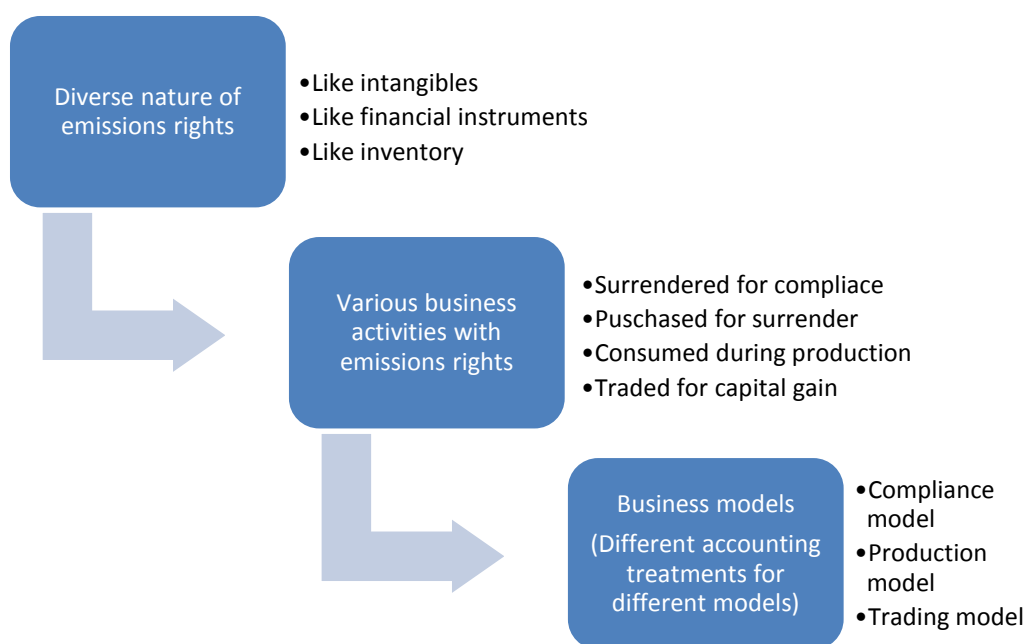 Diverse nature of
emissions rights
•Like intangibles
•Like financial instruments
•Like inventory
Various business
activities with
emissions rights
•Surrendered for compliace
•Puschased for surrender
•Consumed during production
•Traded for capital gain
Business models
(Different accounting
treatments for
different models)
•Compliance
model
•Production
model
•Trading model